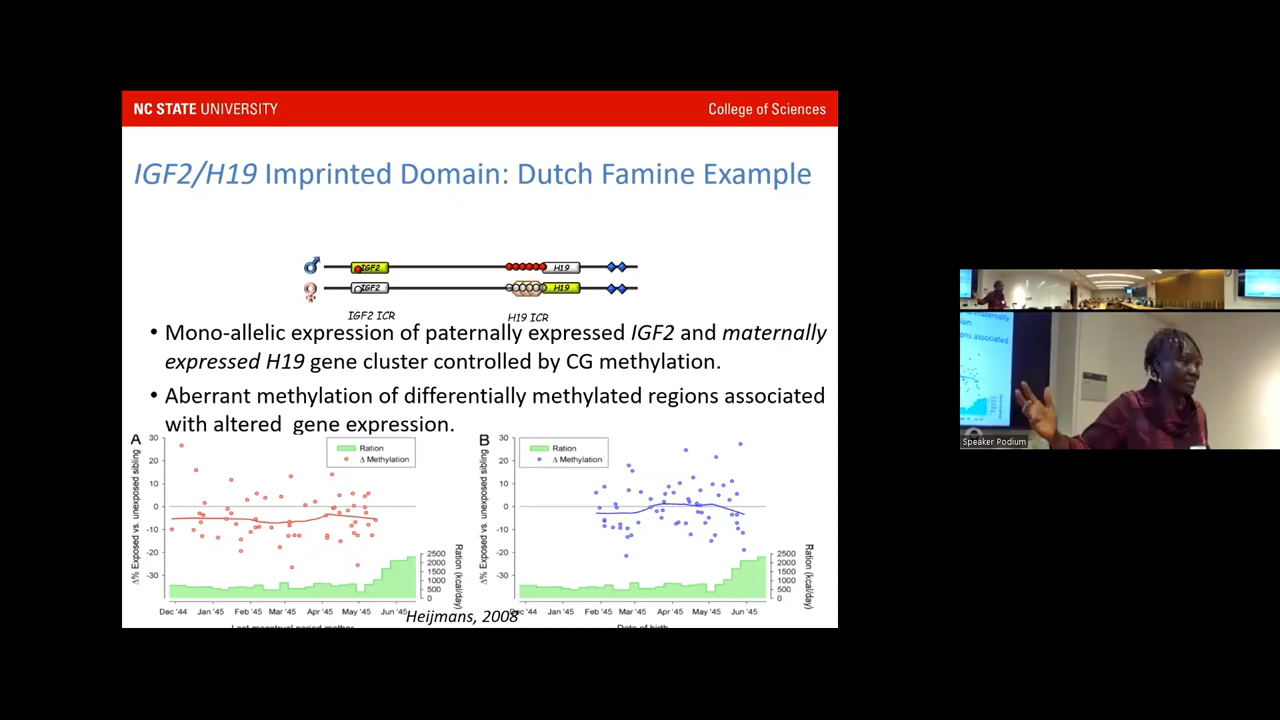 NC STATE UNIVERSITY
College of Sciences
IGF2/H19 Imprinted Domain: Dutch Famine Example
IGF2
H19
IGF2
H19
IGF2 ICR
H19 ICR
• Mono-allelic expression of paternally expressed IGF2 and maternally
expressed H19 gene cluster controlled by CG methylation.
• Aberrant methylation of differentially methylated regions associated
with altered gene expression.
A
30
20
10
0
-10
-20
-30
Δ% Exposed vs. unexposed sibling
Ration
Δ Methylation
2500
2000
1500
1000
500
0
Ration (kcal/day)
Dec '44 Jan '45 Feb '45 Mar '45 Apr '45 May '45 Jun '45
Last menstrual period mother
B
30
20
10
0
-10
-20
-30
Δ% Exposed vs. unexposed sibling
Ration
Δ Methylation
2500
2000
1500
1000
500
0
Ration (kcal/day)
Dec '44 Jan '45 Feb '45 Mar '45 Apr '45 May '45 Jun '45
Date of birth
Heijmans, 2008
Speaker Podium